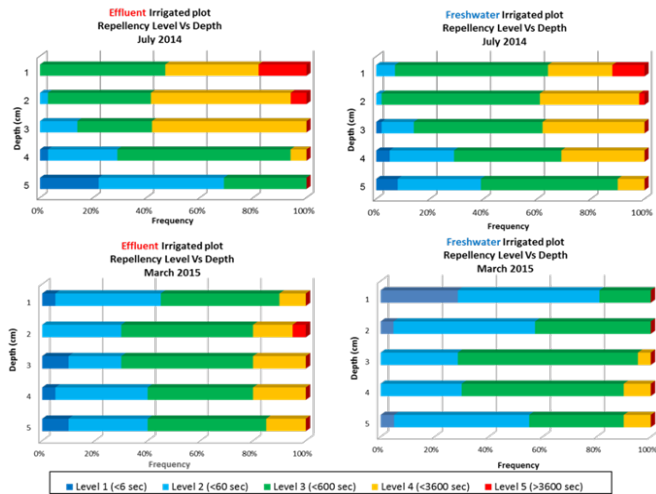 Effluent Irrigated plot
Repellency Level Vs Depth
July 2014
Depth (cm)
1
2
3
4
5
0% 20% 40% 60% 80% 100%
Frequency
Freshwater Irrigated plot
Repellency Level Vs Depth
July 2014
Depth (cm)
1
2
3
4
5
0% 20% 40% 60% 80% 100%
Frequency
Effluent Irrigated plot
Repellency Level Vs Depth
March 2015
Depth (cm)
1
2
3
4
5
0% 20% 40% 60% 80% 100%
Frequency
Freshwater Irrigated plot
Repellency Level Vs Depth
March 2015
Depth (cm)
1
2
3
4
5
0% 20% 40% 60% 80% 100%
Frequency
Level 1 (<6 sec) Level 2 (<60 sec) Level 3 (<600 sec) Level 4 (<3600 sec) Level 5 (>3600 sec)